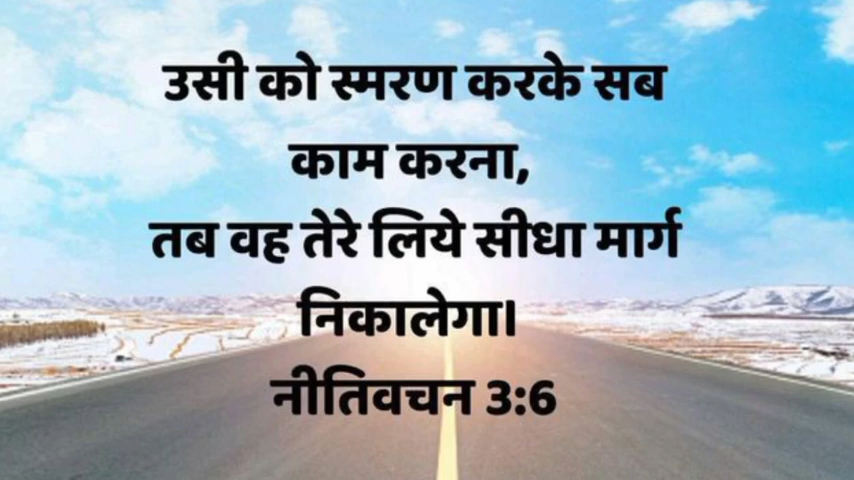 उसी को स्मरण करके सब
काम करना,
तब वह तेरे लिये सीधा मार्ग
निकालेगा।
नीतिवचन 3:6